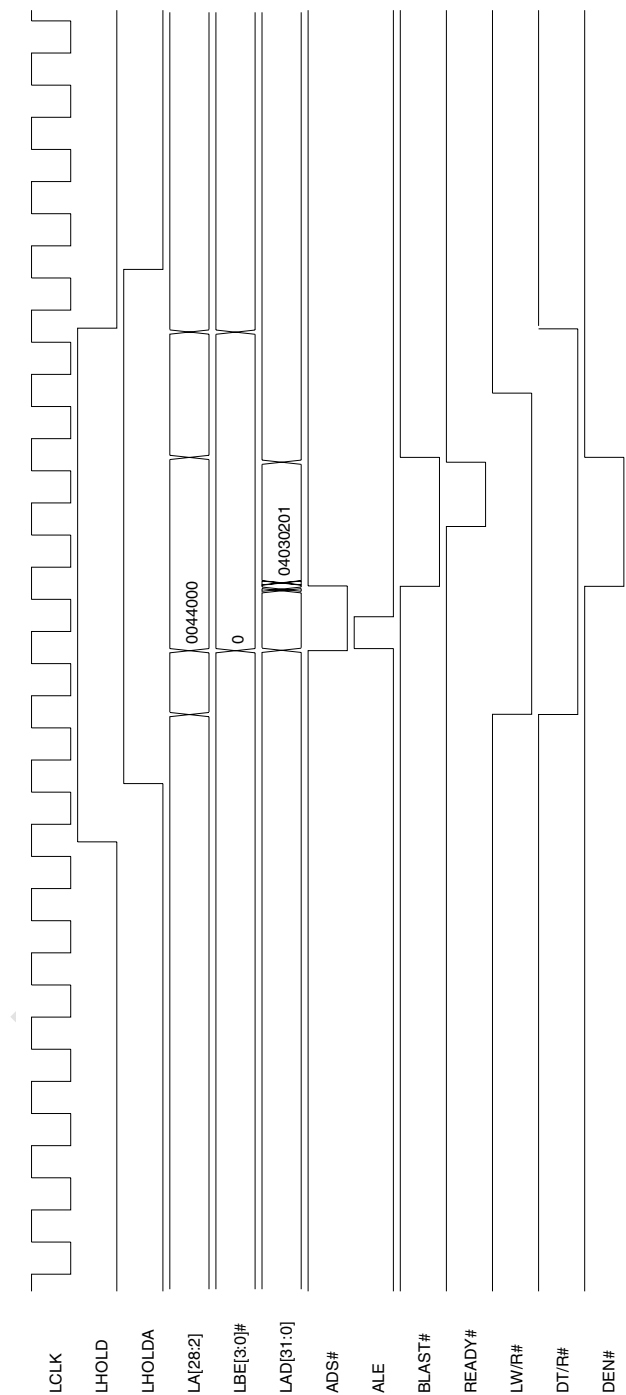 LCLK
LHOLD
LHOLDA
LA[28:2]
0044000
LBE[3:0]#
0
LAD[31:0]
04030201
ADS#
ALE
BLAST#
READY#
LW/R#
DT/R#
DEN#